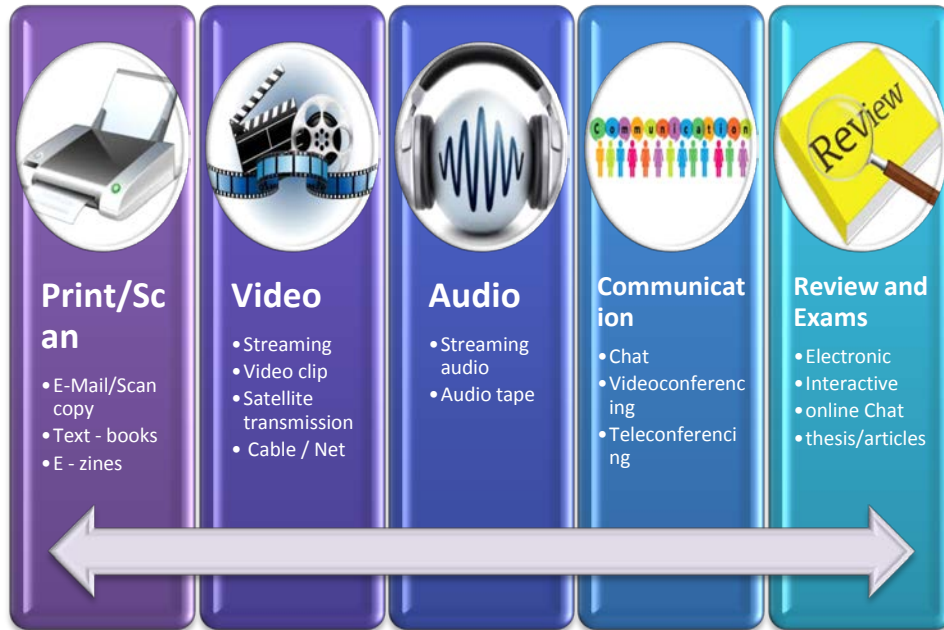 Print/Sc
an
•E-Mail/Scan
copy
•Text - books
•E - zines
Video
•Streaming
•Video clip
•Satellite
transmission
• Cable / Net
Audio
•Streaming
audio
•Audio tape
Communication
Communicat
ion
•Chat
•Videoconferenc
ing
•Teleconferenci
ng
Review
Review and
Exams
•Electronic
•Interactive
•online Chat
•thesis/articles